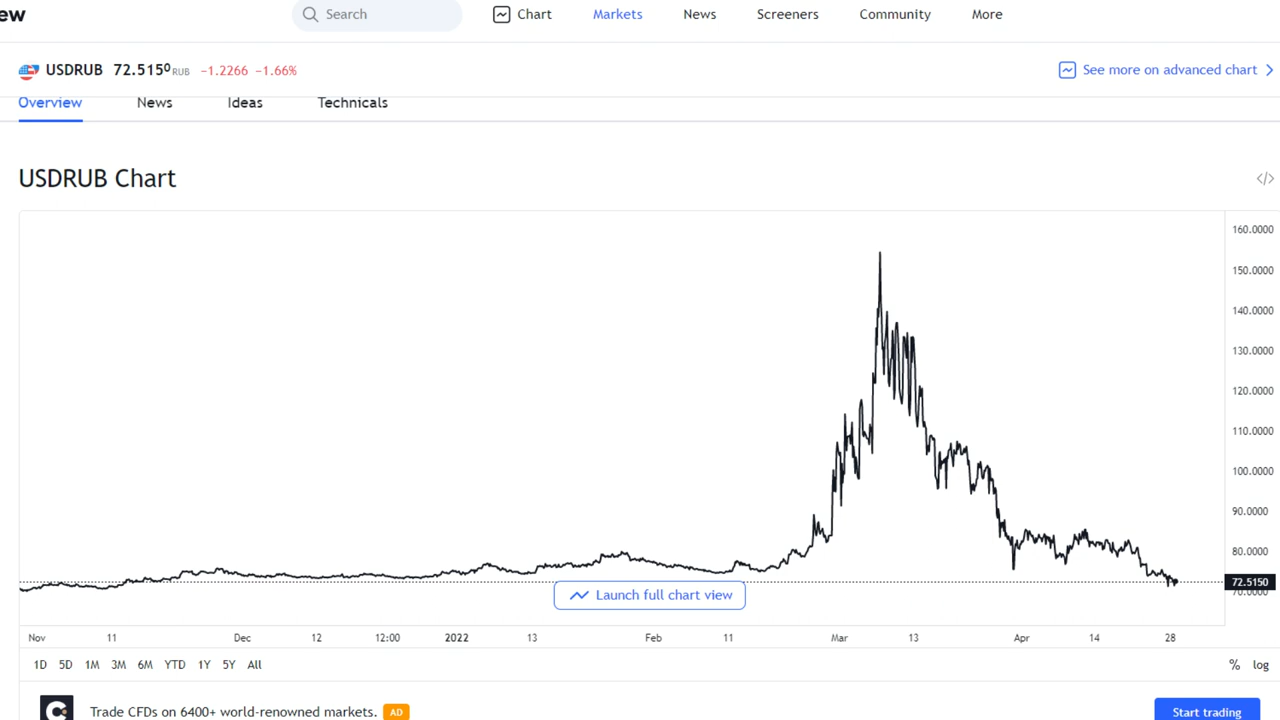 ew Search Chart Markets News Screeners Community More
USDRUB 72.515⁰ RUB −1.2266 −1.66% See more on advanced chart
Overview News Ideas Technicals
USDRUB Chart </>
160.0000
150.0000
140.0000
130.0000
120.0000
110.0000
100.0000
90.0000
80.0000
72.5150
70.0000
Launch full chart view
Nov 11 Dec 12 12:00 2022 13 Feb 11 Mar 13 Apr 14 28
1D 5D 1M 3M 6M YTD 1Y 5Y All % log
Trade CFDs on 6400+ world-renowned markets. AD Start trading